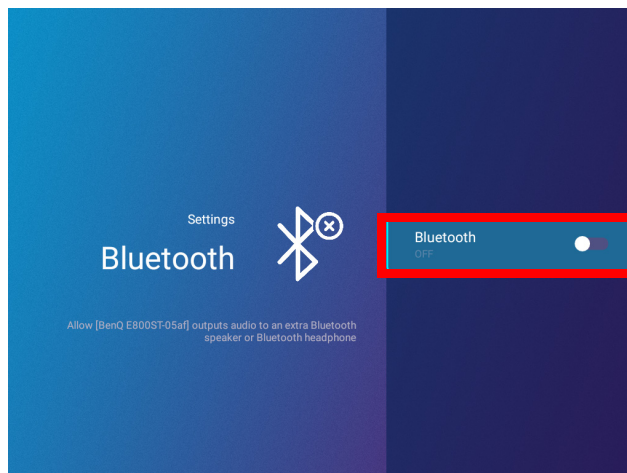 Settings
Bluetooth
Allow [BenQ E800ST-05af] outputs audio to an extra Bluetooth
speaker or Bluetooth headphone
Bluetooth
OFF